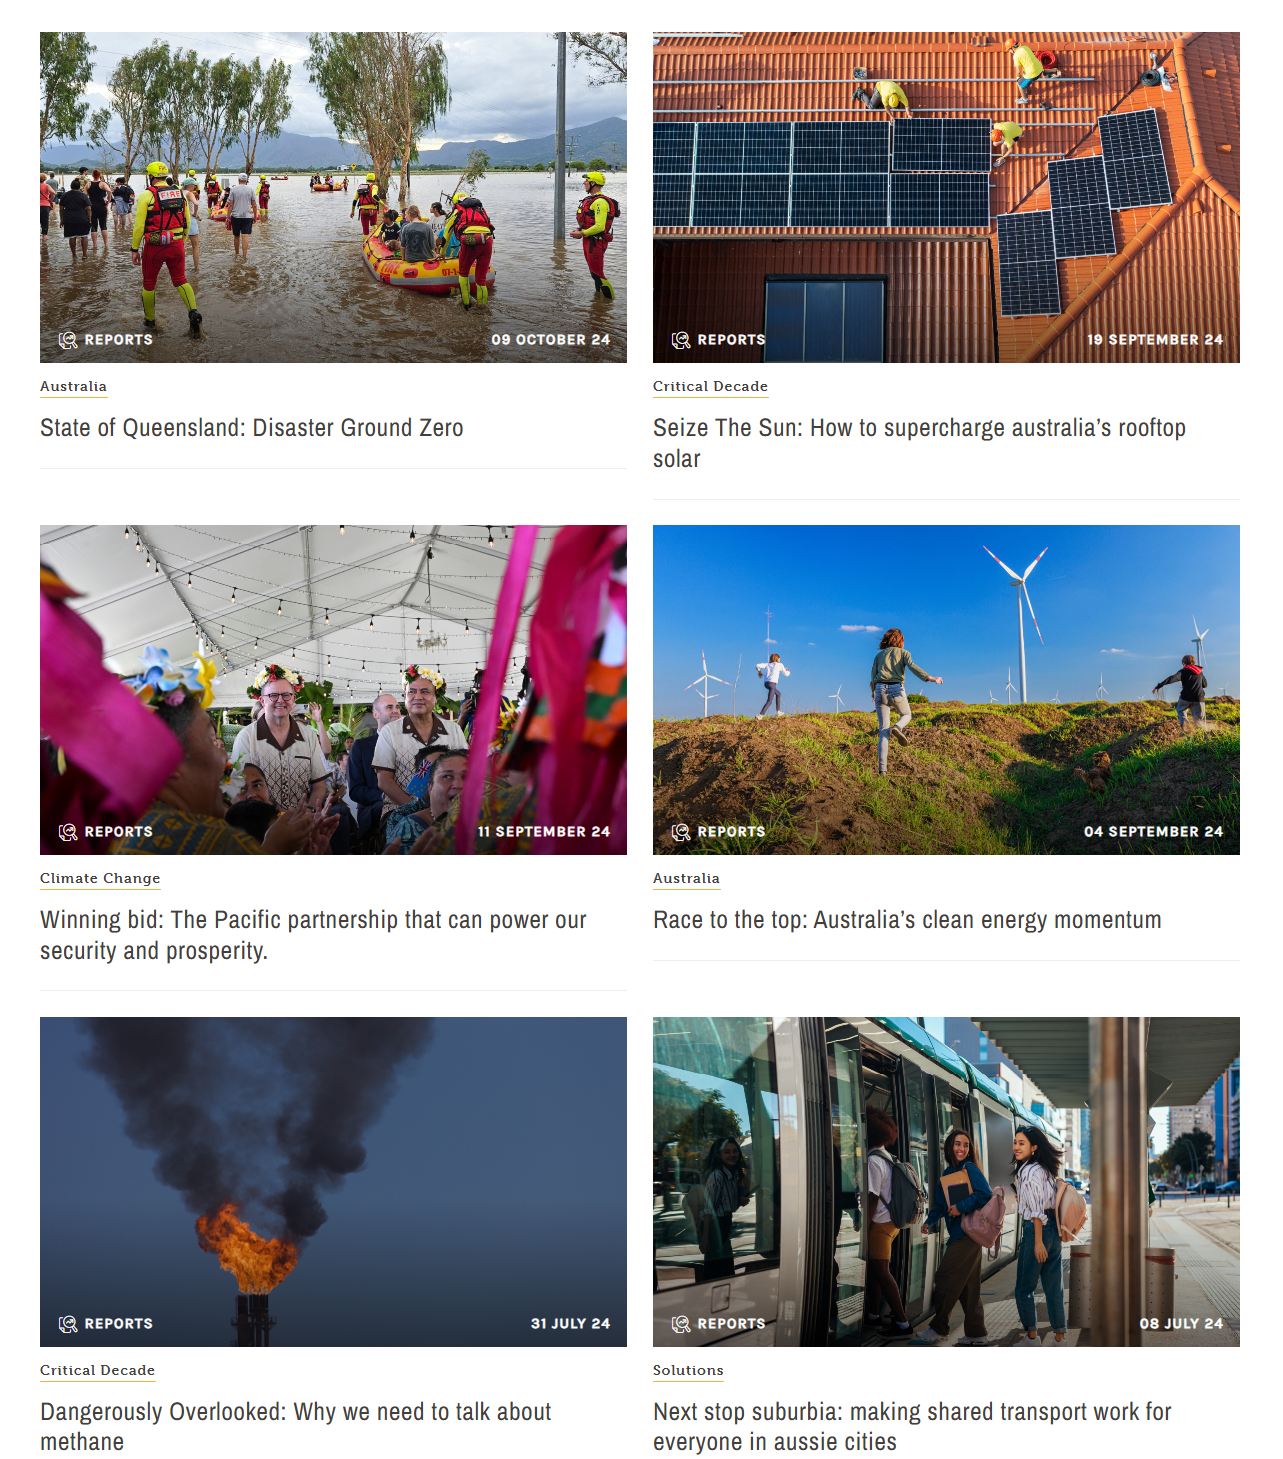 FIRE
FIRE
07-1
REPORTS
09 OCTOBER 24
Australia
State of Queensland: Disaster Ground Zero
REPORTS
19 SEPTEMBER 24
Critical Decade
Seize The Sun: How to supercharge australia’s rooftop
solar
REPORTS
11 SEPTEMBER 24
Climate Change
Winning bid: The Pacific partnership that can power our
security and prosperity.
REPORTS
04 SEPTEMBER 24
Australia
Race to the top: Australia’s clean energy momentum
REPORTS
31 JULY 24
Critical Decade
Dangerously Overlooked: Why we need to talk about
methane
REPORTS
08 JULY 24
Solutions
Next stop suburbia: making shared transport work for
everyone in aussie cities